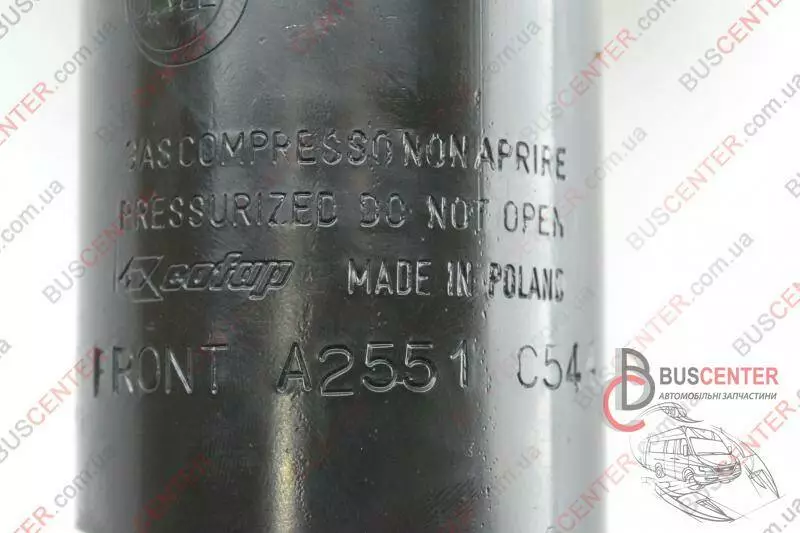 GAS COMPRESSO NON APRIRE
PRESSURIZED DO NOT OPEN
cofap MADE IN POLAND
FRONT A2551 C54
BUSCENTER
АВТОМОБІЛЬНІ ЗАПЧАСТИНИ
BUSCENTER.com.ua